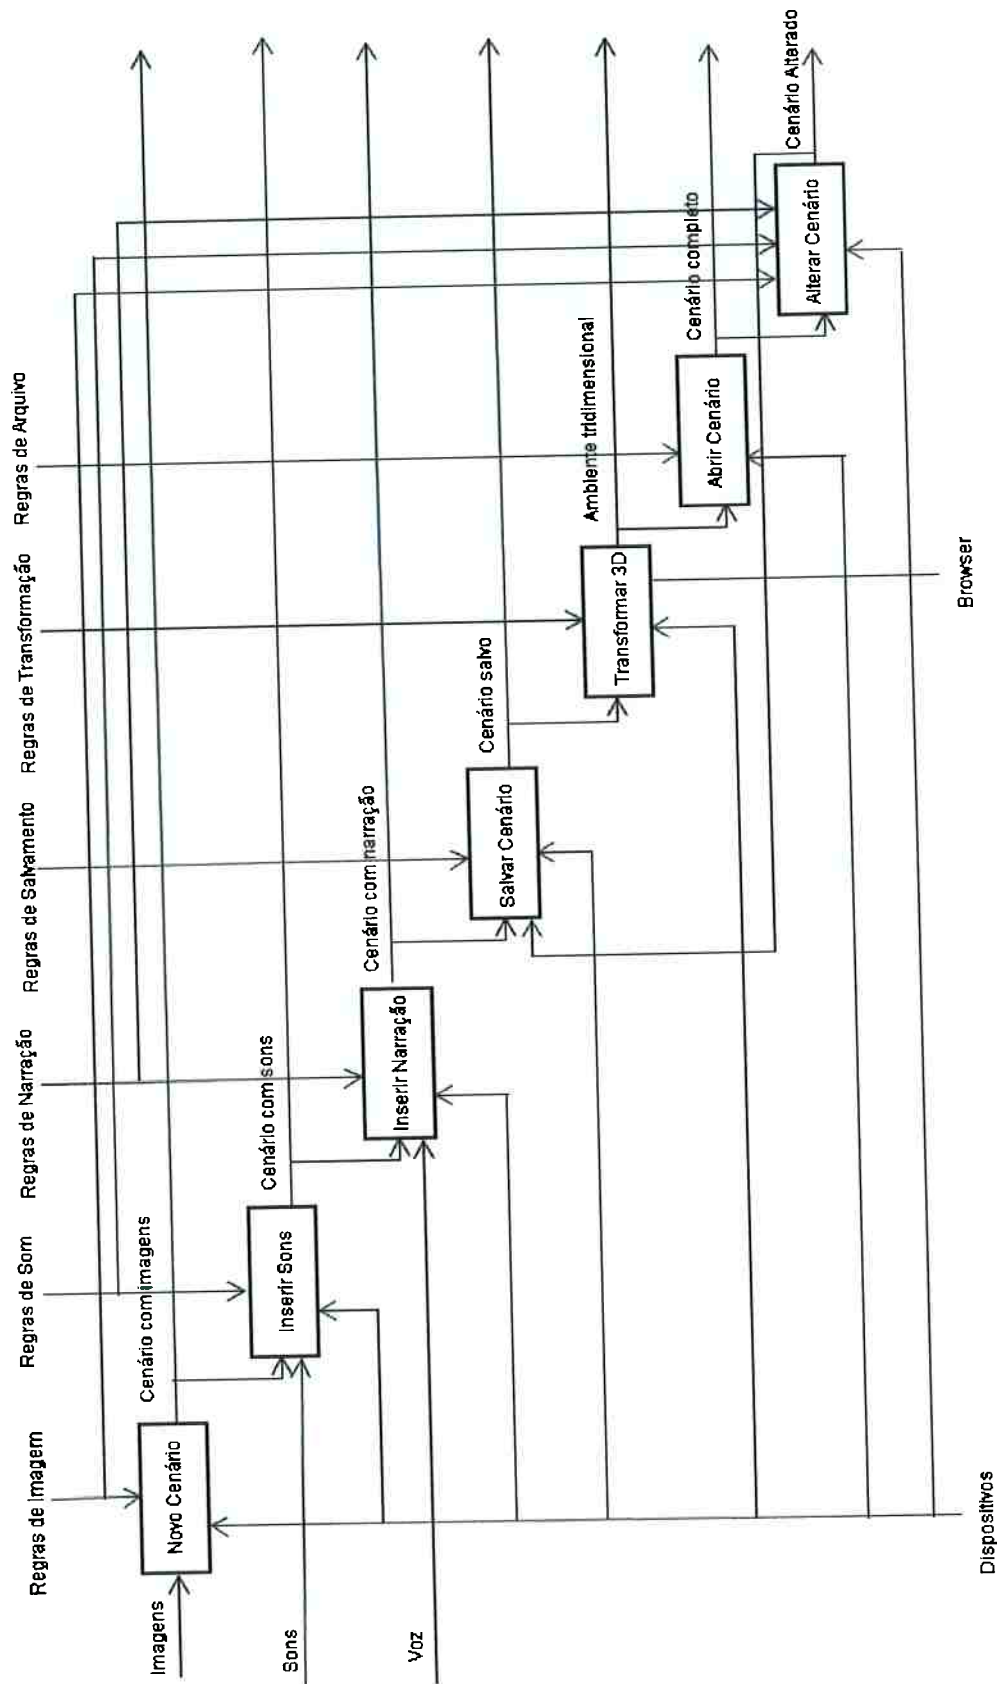 Regras de Imagem
Regras de Som
Regras de Narração
Regras de Salvamento
Regras de Transformação
Regras de Arquivo
Imagens
Sons
Voz
Novo Cenário
Cenário com imagens
Inserir Sons
Cenário com sons
Inserir Narração
Cenário com narração
Salvar Cenário
Cenário salvo
Transformar 3D
Ambiente tridimensional
Abrir Cenário
Cenário completo
Alterar Cenário
Cenário Alterado
Dispositivos
Browser